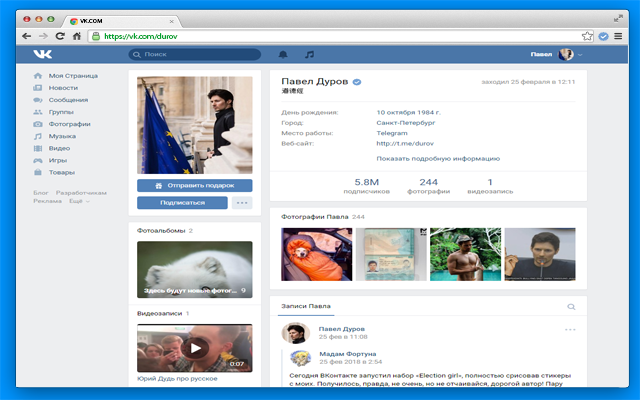 VK.COM
https://vk.com/durov
Поиск
Павел
Моя Страница
Новости
Сообщения
Группы
Фотографии
Музыка
Видео
Игры
Товары
Блог Разработчикам
Реклама Ещё
Отправить подарок
Подписаться
Фотоальбомы 2
Здесь будут новые фотог... 9
Видеозаписи 1
0:07
Юрий Дудь про русское
Павел Дуров
заходил 25 февраля в 12:11
道德經
День рождения: 10 октября 1984 г.
Город: Санкт-Петербург
Место работы: Telegram
Веб-сайт: http://t.me/durov
Показать подробную информацию
5.8M 244 1
подписчиков фотографии видеозапись
Фотографии Павла 244
Записи Павла
Павел Дуров
25 фев в 11:08
Мадам Фортуна
25 фев 2018 в 2:54
Сегодня ВКонтакте запустил набор «Election girl», полностью срисовав стикеры
с моих. Получилось, правда, не очень, но не отчаивайся, дорогой автор! Пару